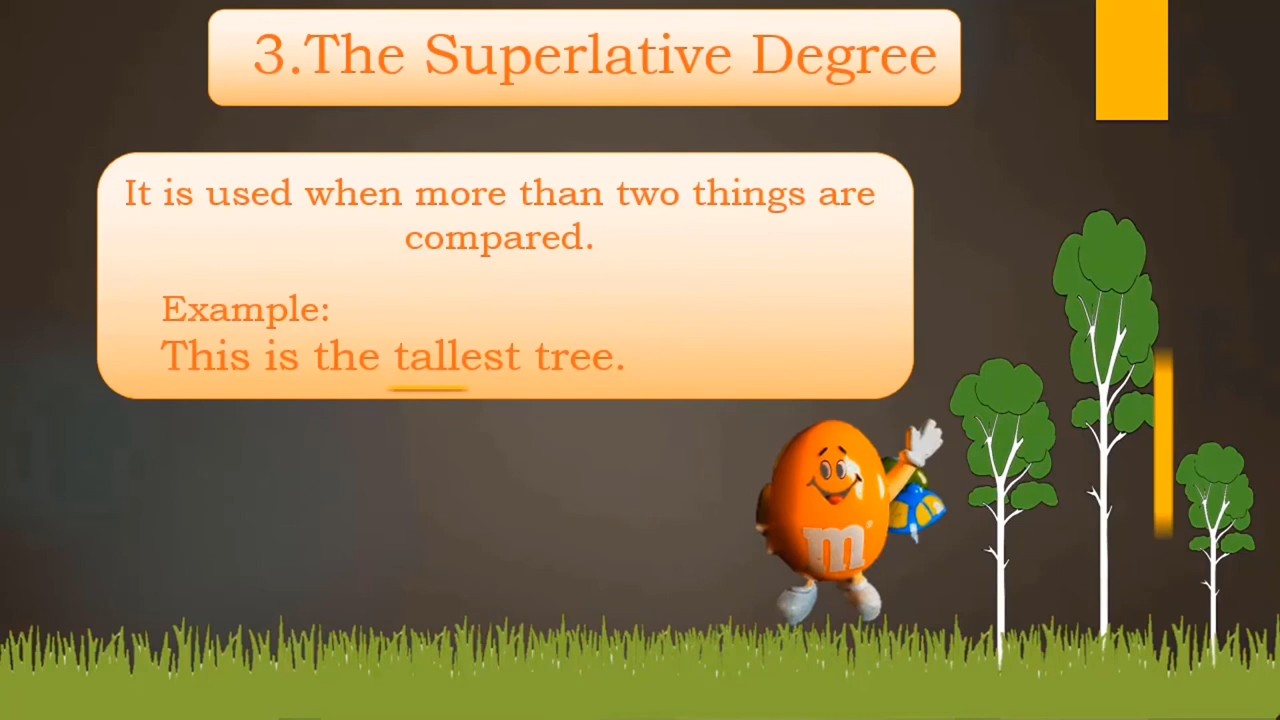 3.The Superlative Degree
It is used when more than two things are
compared.
Example:
This is the tallest tree.
m